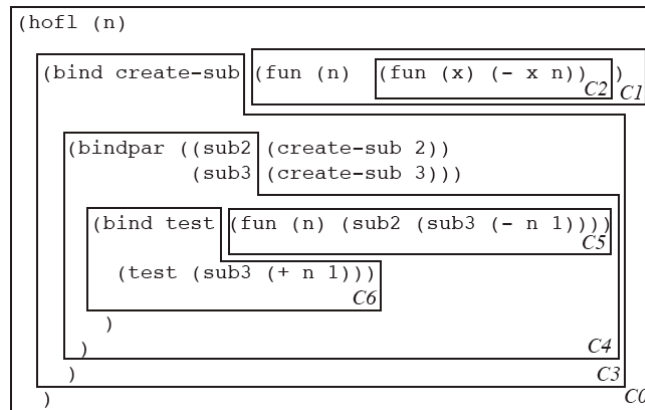 (hofl (n)
(bind create-sub (fun (n) (fun (x) (- x n)) )
C2 C1
(bindpar ((sub2 (create-sub 2))
(sub3 (create-sub 3)))
(bind test (fun (n) (sub2 (sub3 (- n 1))))
C5
(test (sub3 (+ n 1)))
C6
)
) C4
) C3
) C0